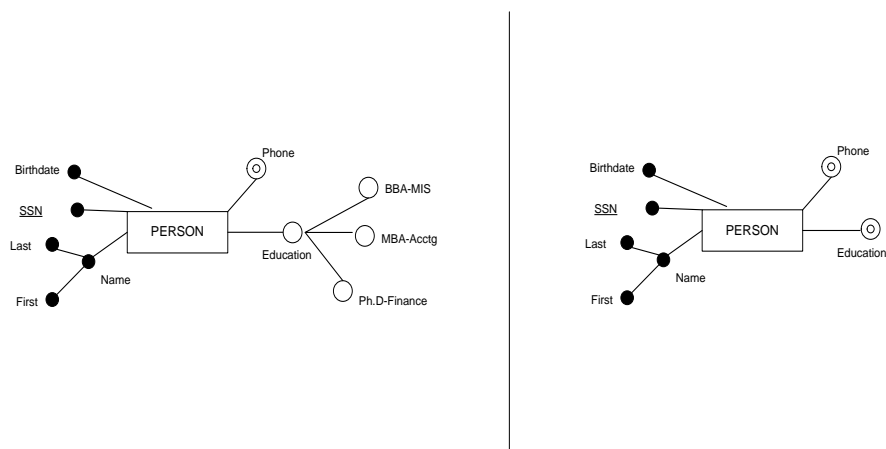 Phone
Birthdate
BBA-MIS
SSN
PERSON
Last
MBA-Acctg
Education
Name
First
Ph.D-Finance
Phone
Birthdate
SSN
PERSON
Last
Education
Name
First